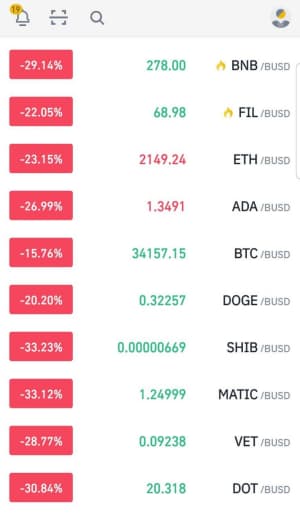 19
-29.14% 278.00 BNB /BUSD
-22.05% 68.98 FIL /BUSD
-23.15% 2149.24 ETH /BUSD
-26.99% 1.3491 ADA /BUSD
-15.76% 34157.15 BTC /BUSD
-20.20% 0.32257 DOGE /BUSD
-33.23% 0.00000669 SHIB /BUSD
-33.12% 1.24999 MATIC /BUSD
-28.77% 0.09238 VET /BUSD
-30.84% 20.318 DOT /BUSD